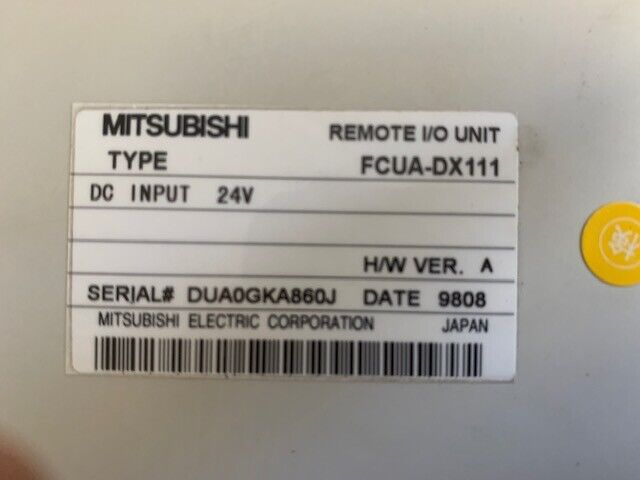 MITSUBISHI REMOTE I/O UNIT
TYPE FCUA-DX111
DC INPUT 24V
H/W VER. A
SERIAL# DUA0GKA860J DATE 9808
MITSUBISHI ELECTRIC CORPORATION JAPAN